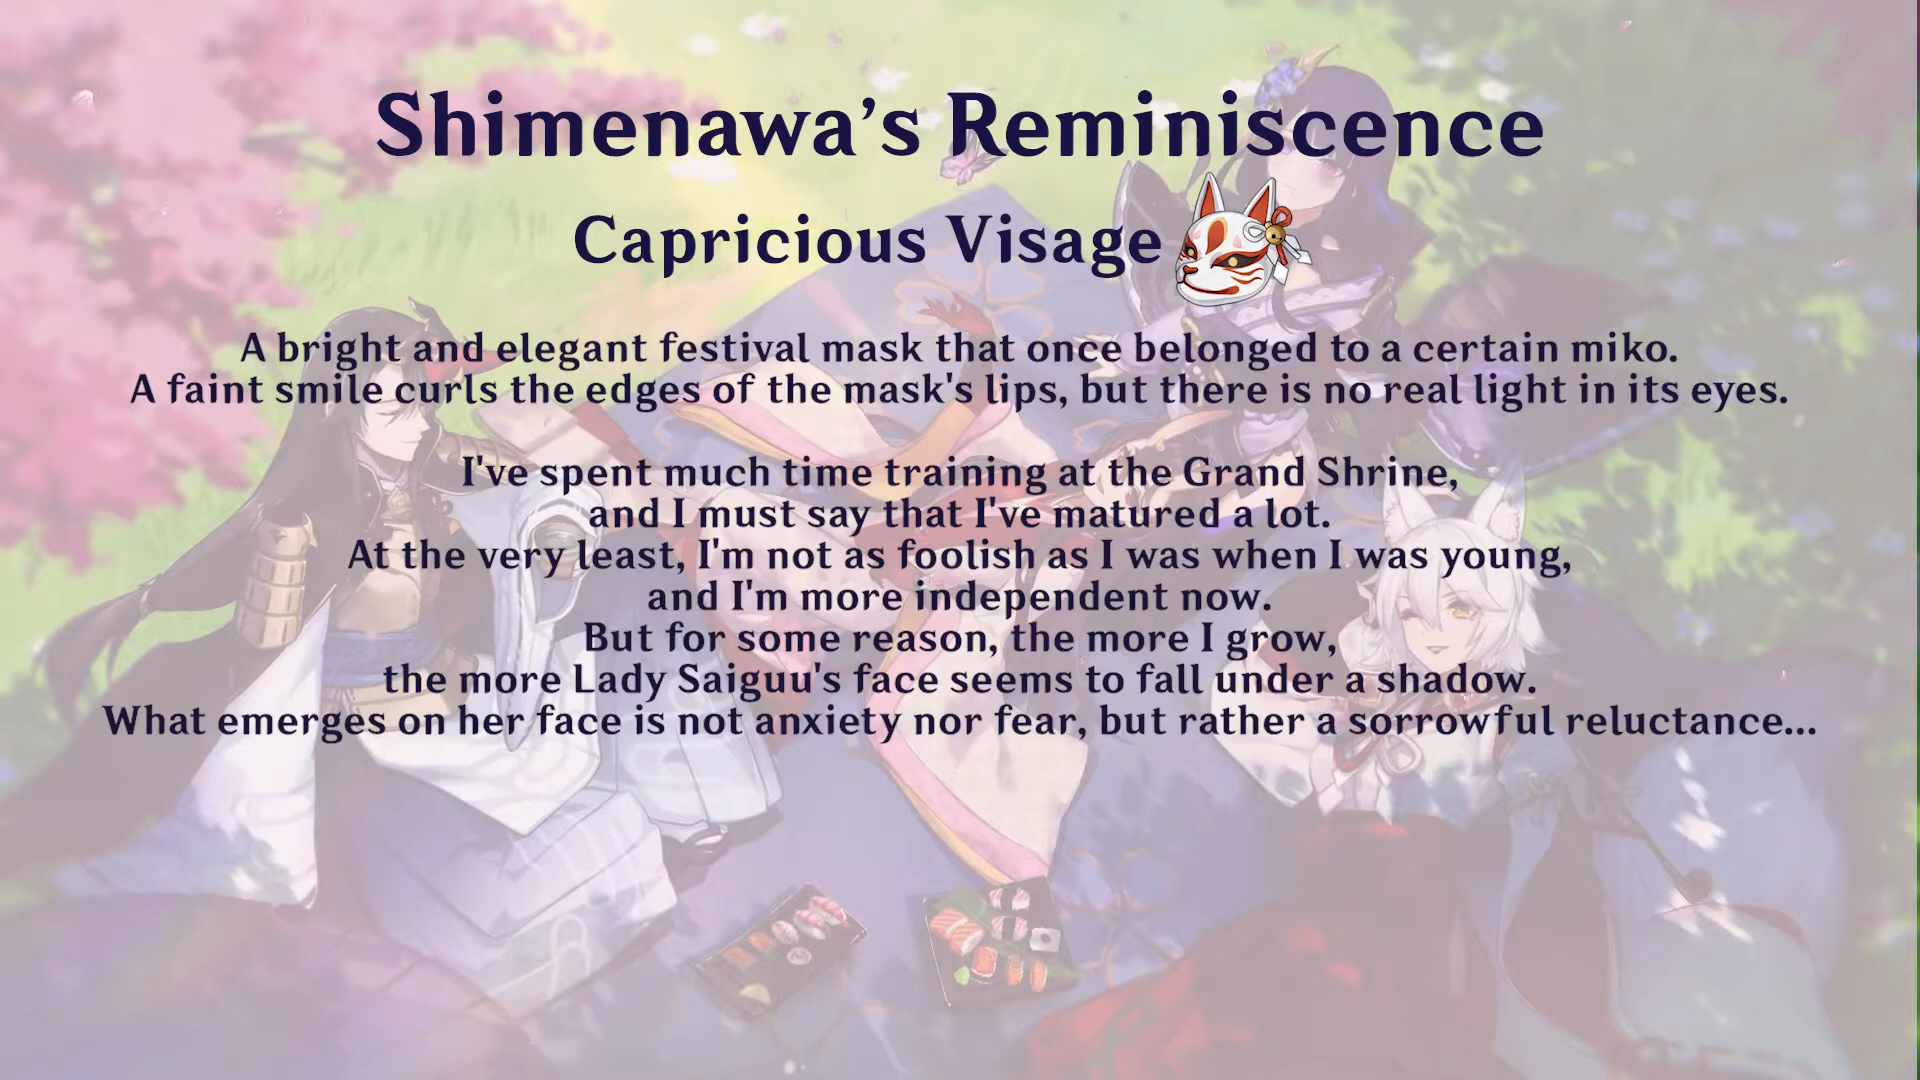 Shimenawa’s Reminiscence
Capricious Visage
A bright and elegant festival mask that once belonged to a certain miko.
A faint smile curls the edges of the mask's lips, but there is no real light in its eyes.
I've spent much time training at the Grand Shrine,
and I must say that I've matured a lot.
At the very least, I'm not as foolish as I was when I was young,
and I'm more independent now.
But for some reason, the more I grow,
the more Lady Saiguu's face seems to fall under a shadow.
What emerges on her face is not anxiety nor fear, but rather a sorrowful reluctance...